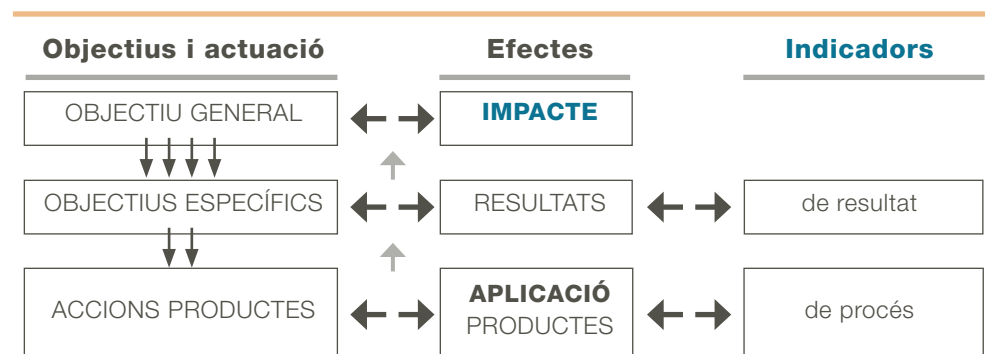 Objectius i actuació
Efectes
Indicadors
OBJECTIU GENERAL
IMPACTE
OBJECTIUS ESPECÍFICS
RESULTATS
de resultat
ACCIONS PRODUCTES
APLICACIÓ
PRODUCTES
de procés